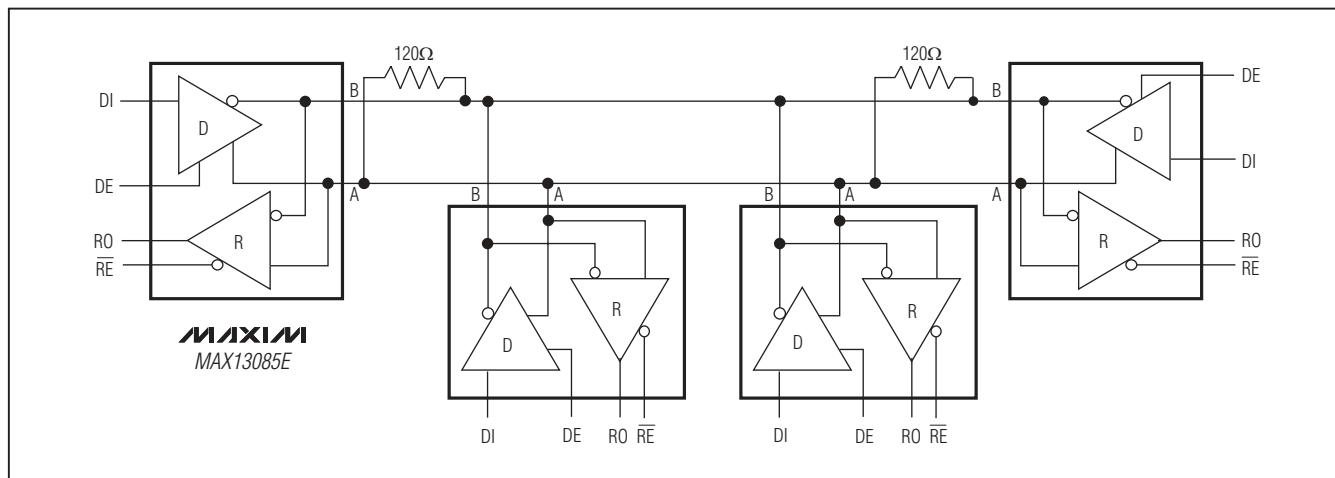 120Ω 120Ω
DI B B DE
D D
DI
DE A B A B A A
RO R R RO
RE RE
R R
MAXIM
MAX13085E
D D
DI DE RO RE DI DE RO RE